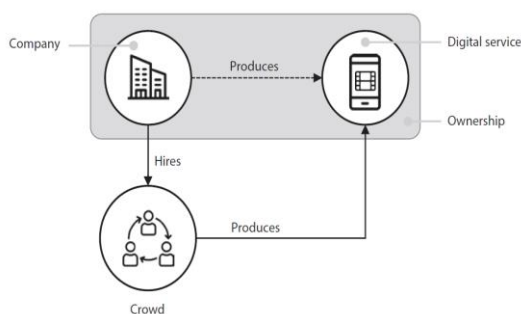 Company
Digital service
Produces
Ownership
Hires
Produces
Crowd